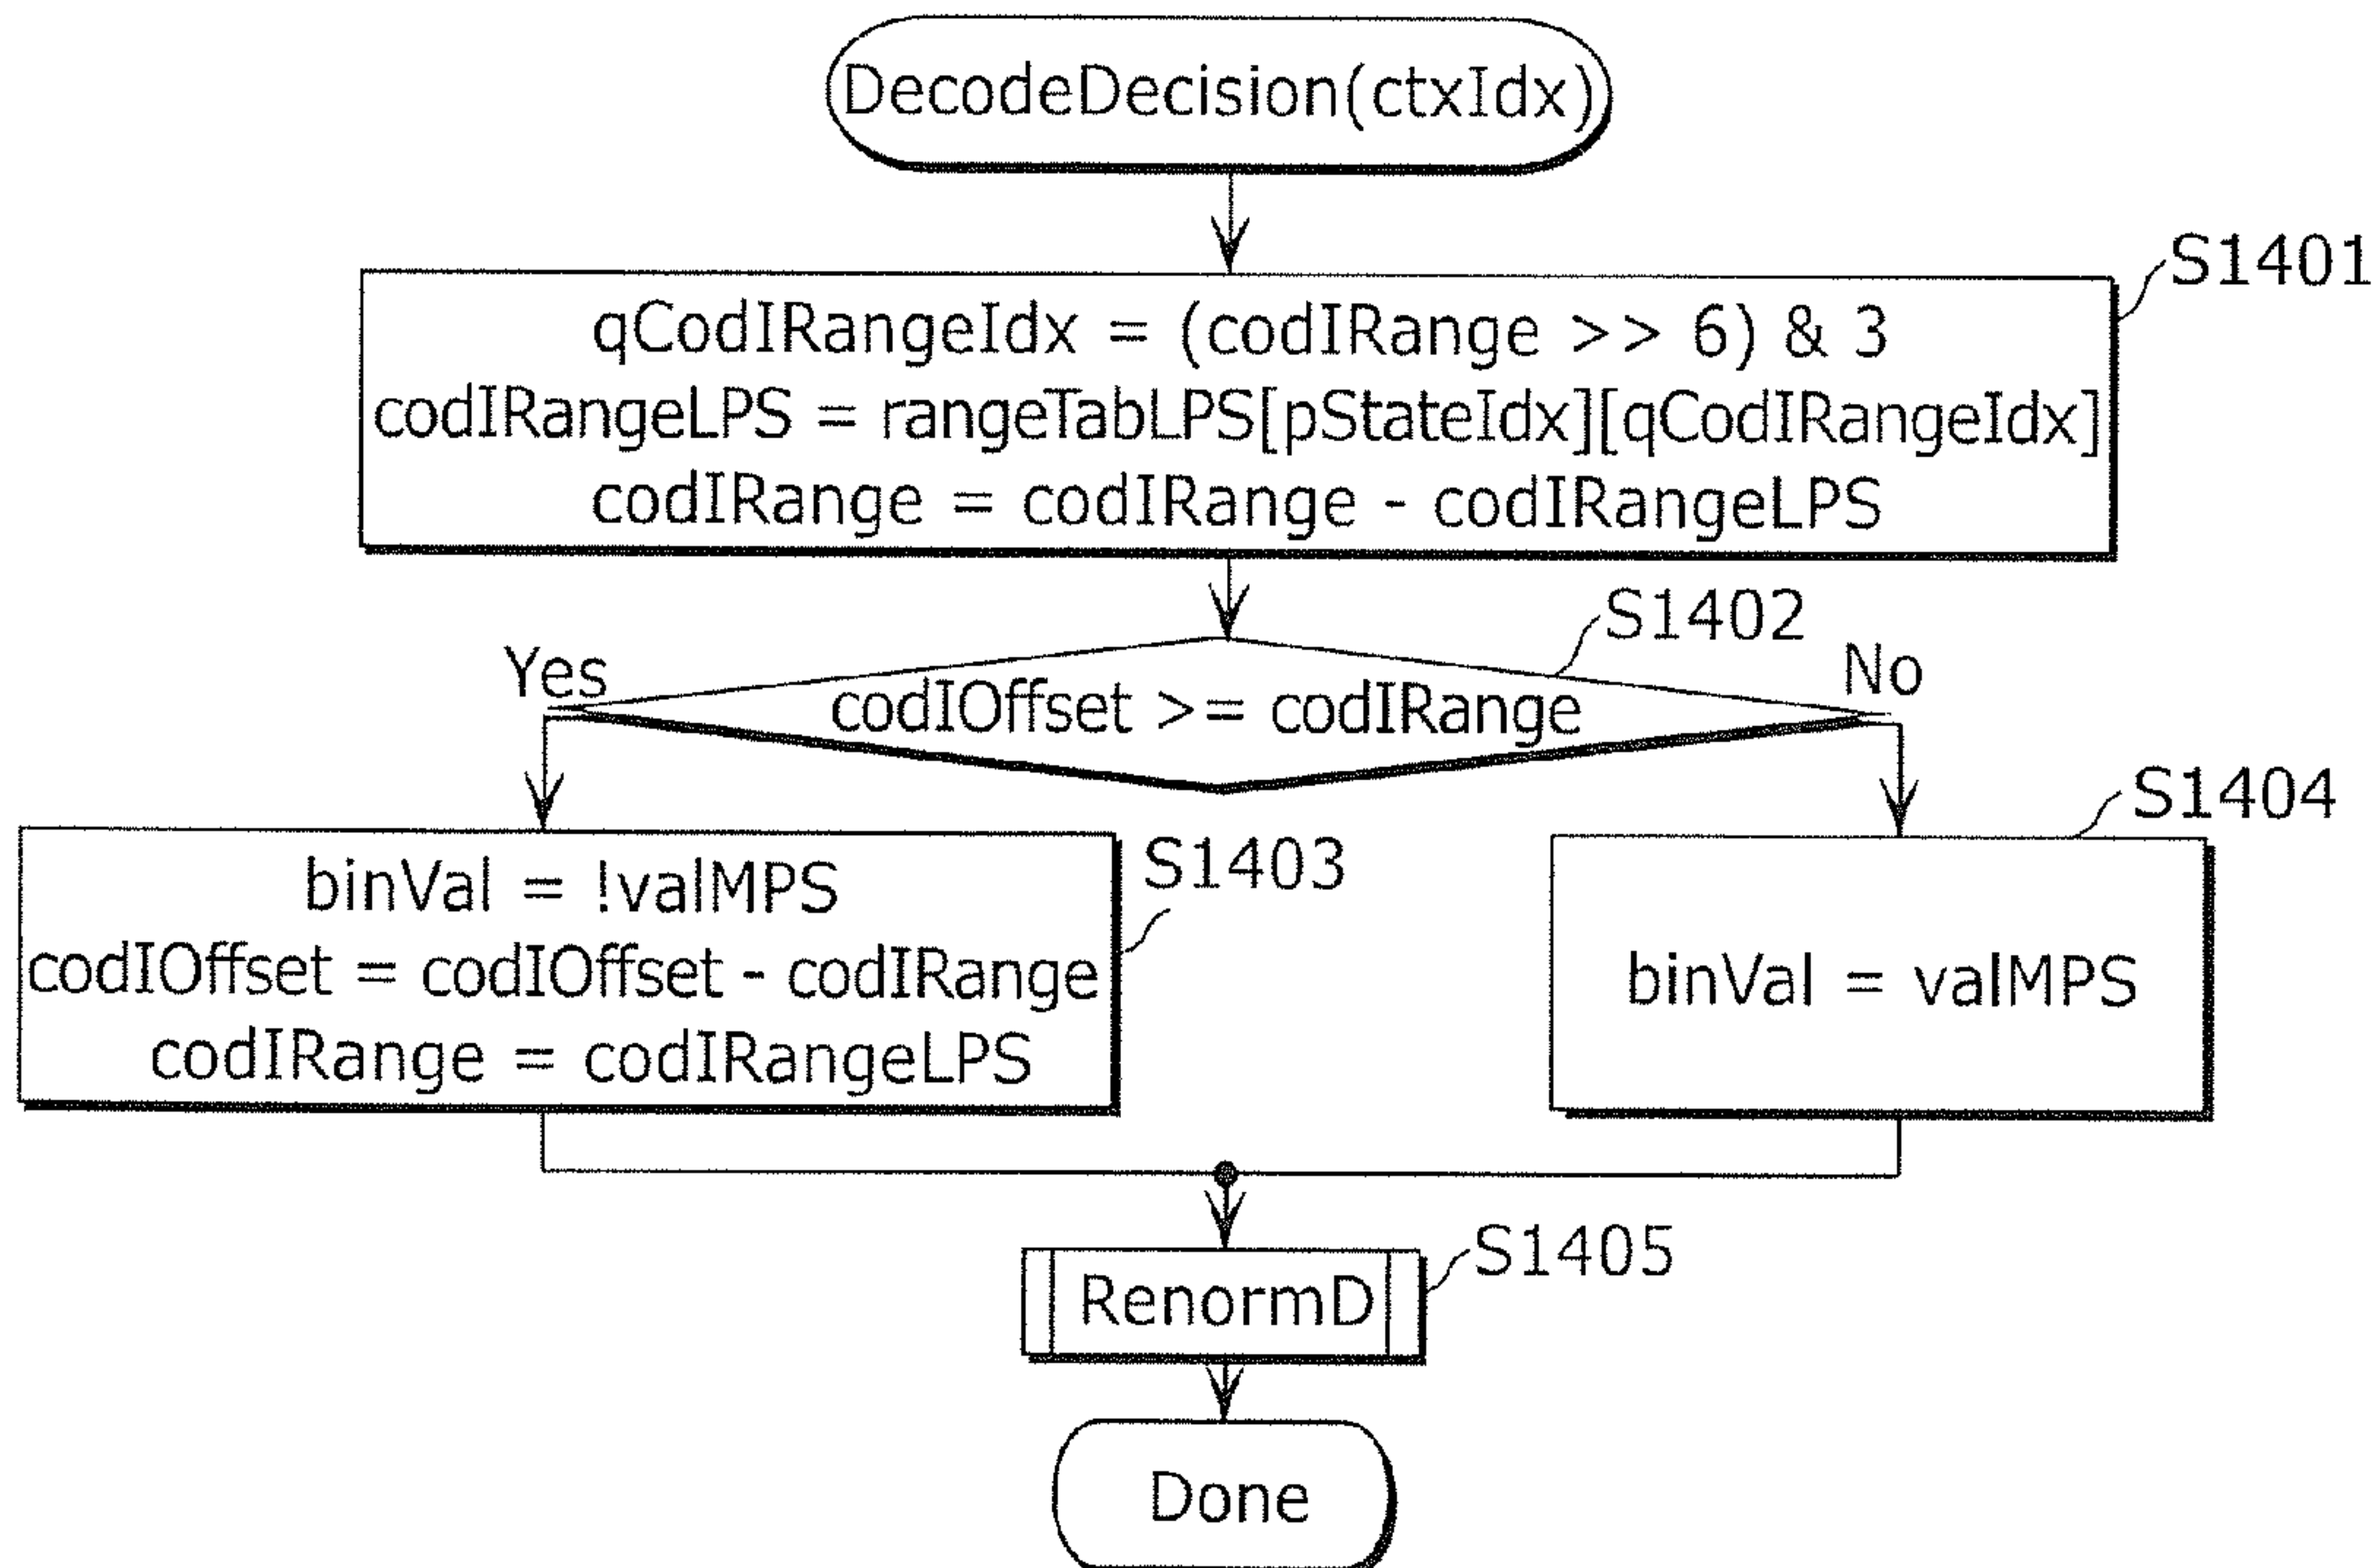 DecodeDecision(ctxIdx)
S1401
qCodIRangeIdx = (codIRange >> 6) & 3
codIRangeLPS = rangeTabLPS[pStateIdx][qCodIRangeIdx]
codIRange = codIRange - codIRangeLPS
S1402
Yes
No
codIOffset >= codIRange
S1404
S1403
binVal = !valMPS
codIOffset = codIOffset - codIRange
codIRange = codIRangeLPS
binVal = valMPS
S1405
RenormD
Done